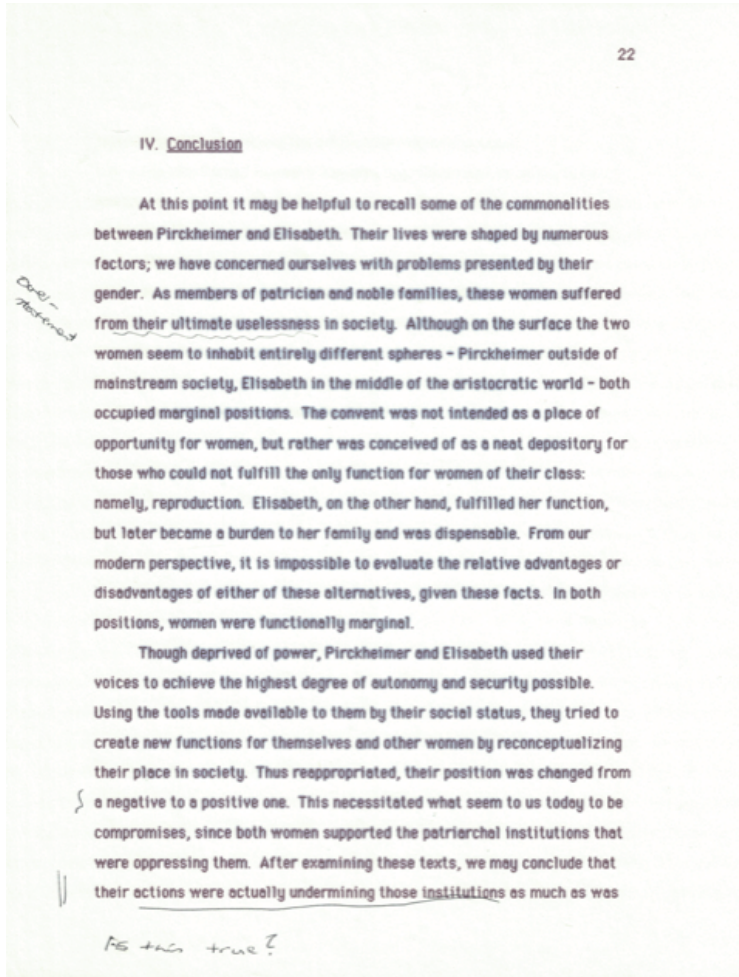 22
IV. Conclusion
At this point it may be helpful to recall some of the commonalities
between Pirckheimer and Elisabeth. Their lives were shaped by numerous
factors; we have concerned ourselves with problems presented by their
gender. As members of patrician and noble families, these women suffered
from their ultimate uselessness in society. Although on the surface the two
women seem to inhabit entirely different spheres - Pirckheimer outside of
mainstream society, Elisabeth in the middle of the aristocratic world - both
occupied marginal positions. The convent was not intended as a place of
opportunity for women, but rather was conceived of as a neat depository for
those who could not fulfill the only function for women of their class:
namely, reproduction. Elisabeth, on the other hand, fulfilled her function,
but later became a burden to her family and was dispensable. From our
modern perspective, it is impossible to evaluate the relative advantages or
disadvantages of either of these alternatives, given these facts. In both
positions, women were functionally marginal.
Though deprived of power, Pirckheimer and Elisabeth used their
voices to achieve the highest degree of autonomy and security possible.
Using the tools made available to them by their social status, they tried to
create new functions for themselves and other women by reconceptualizing
their place in society. Thus reappropriated, their position was changed from
a negative to a positive one. This necessitated what seem to us today to be
compromises, since both women supported the patriarchal institutions that
were oppressing them. After examining these texts, we may conclude that
their actions were actually undermining those institutions as much as was
Is this true?